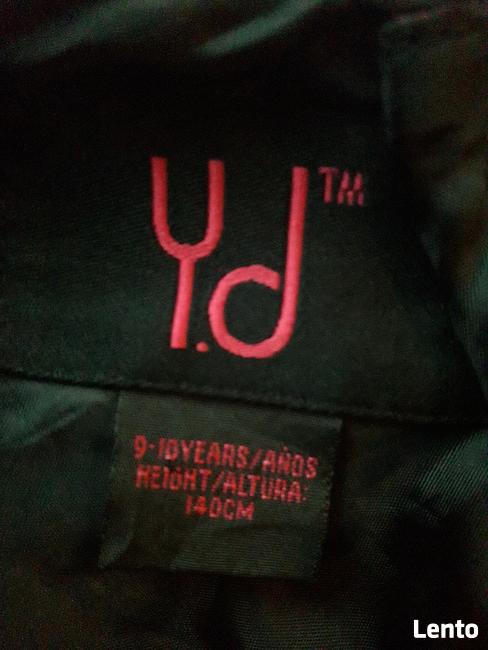 Y.d™
9-10YEARS/AÑOS
HEIGHT/ALTURA:
140CM
Lento